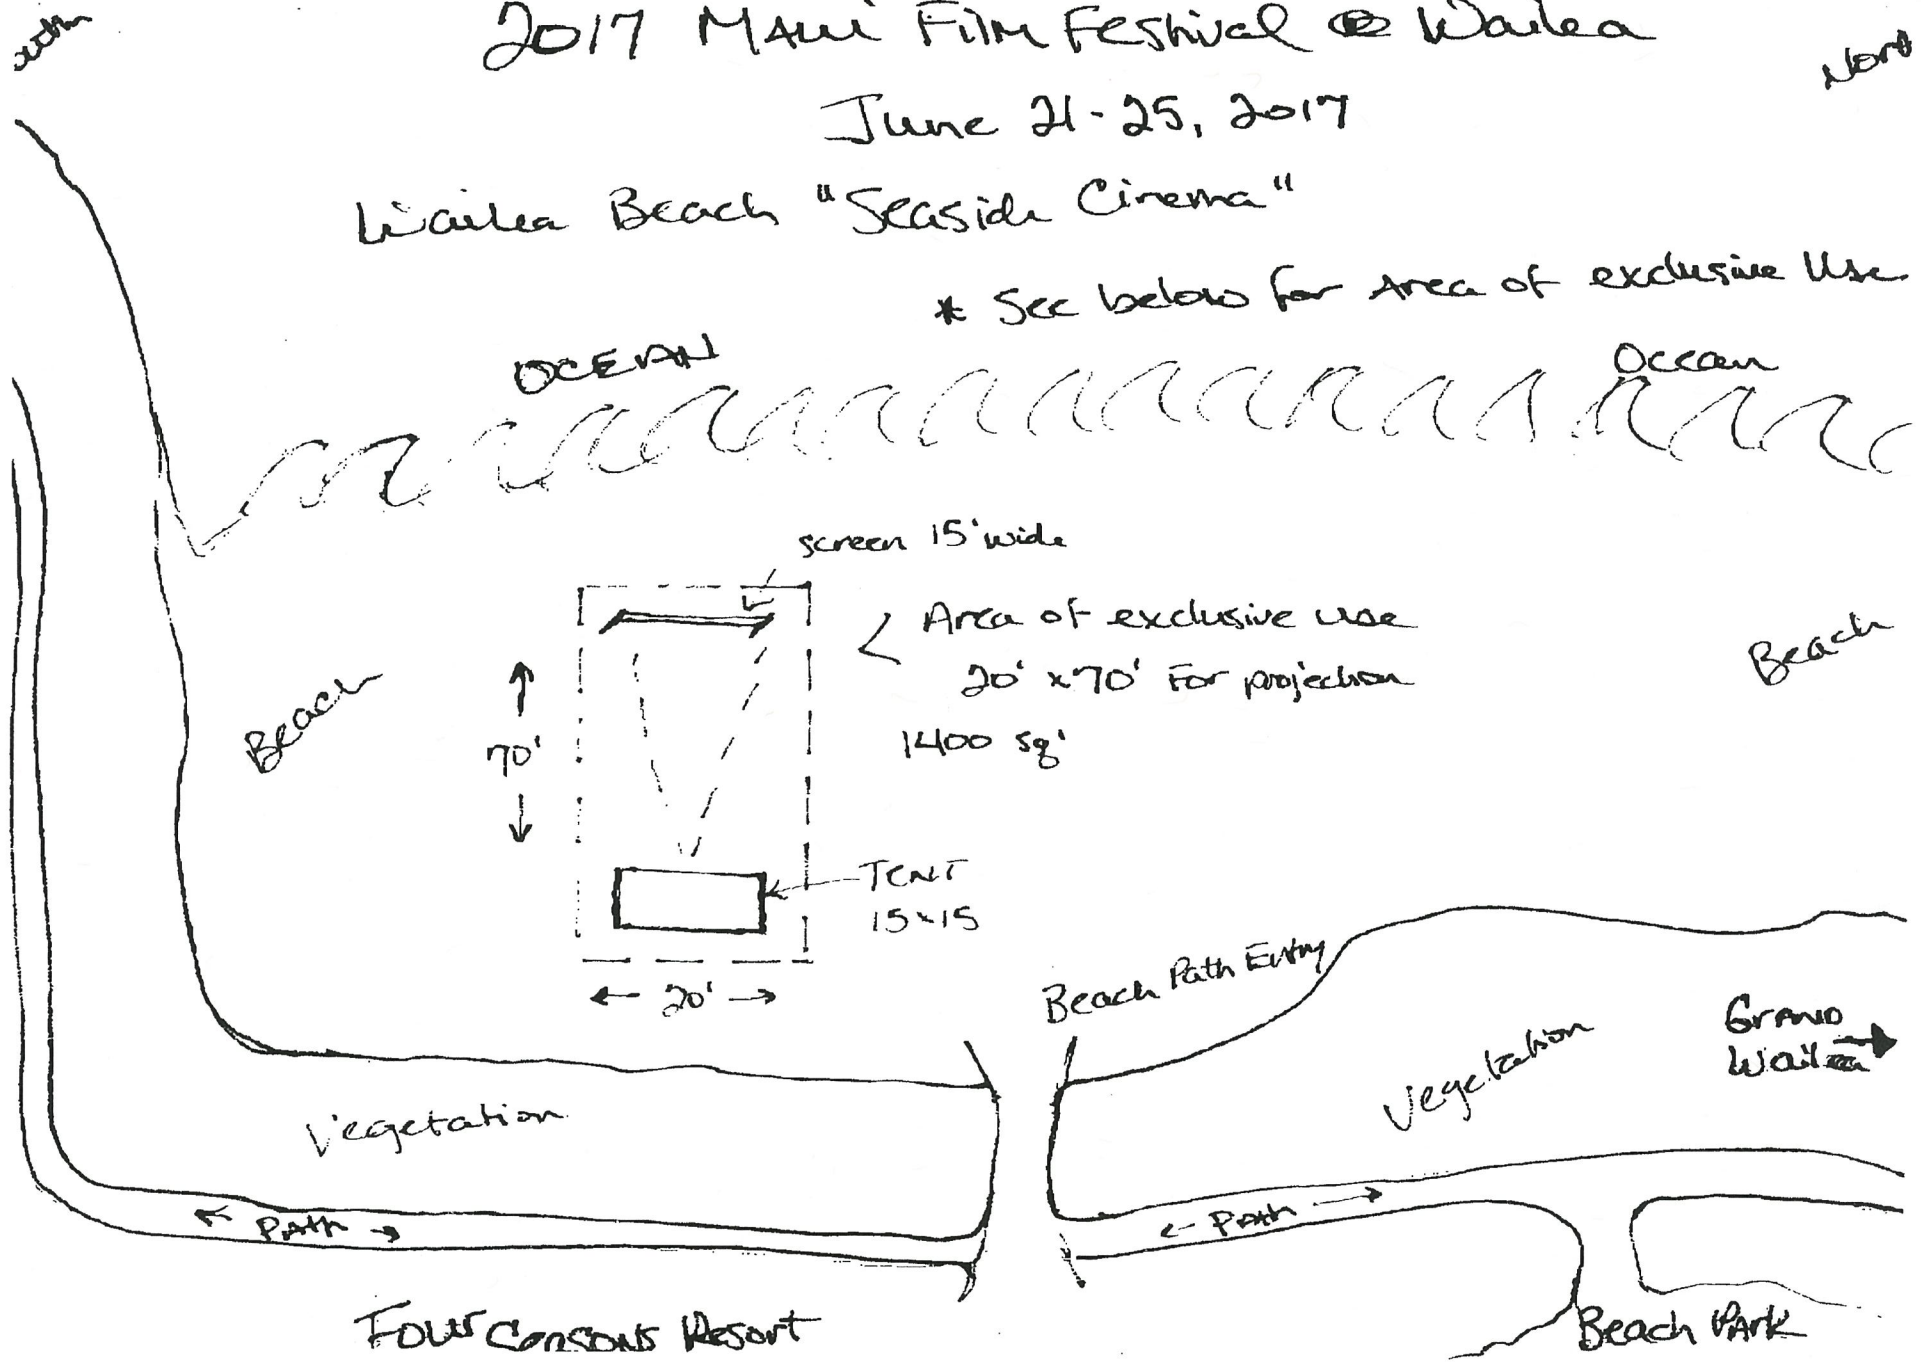 2017 Maui Film Festival @ Wailea
North
June 21-25, 2017
Wailea Beach "Seaside Cinema"
* See below for Area of exclusive Use
OCEAN
Ocean
screen 15' wide
Area of exclusive use
20' x 70' For projection
1400 sq'
70'
Beach
Beach
TENT
15x15
20'
Beach Path Entry
Grand
Wailea
Vegetation
Vegetation
Path
Path
Four Seasons Resort
Beach Park